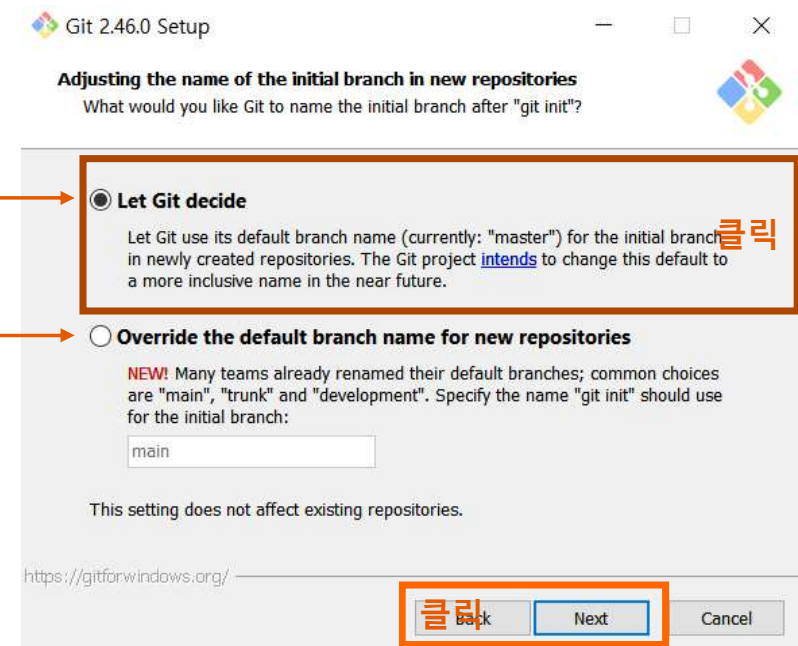 Git 2.46.0 Setup
Adjusting the name of the initial branch in new repositories
What would you like Git to name the initial branch after "git init"?
Let Git decide
Let Git use its default branch name (currently: "master") for the initial branch
in newly created repositories. The Git project intends to change this default to
a more inclusive name in the near future.
클릭
Override the default branch name for new repositories
NEW! Many teams already renamed their default branches; common choices
are "main", "trunk" and "development". Specify the name "git init" should use
for the initial branch:
main
This setting does not affect existing repositories.
https://gitforwindows.org/
클릭
Back Next Cancel